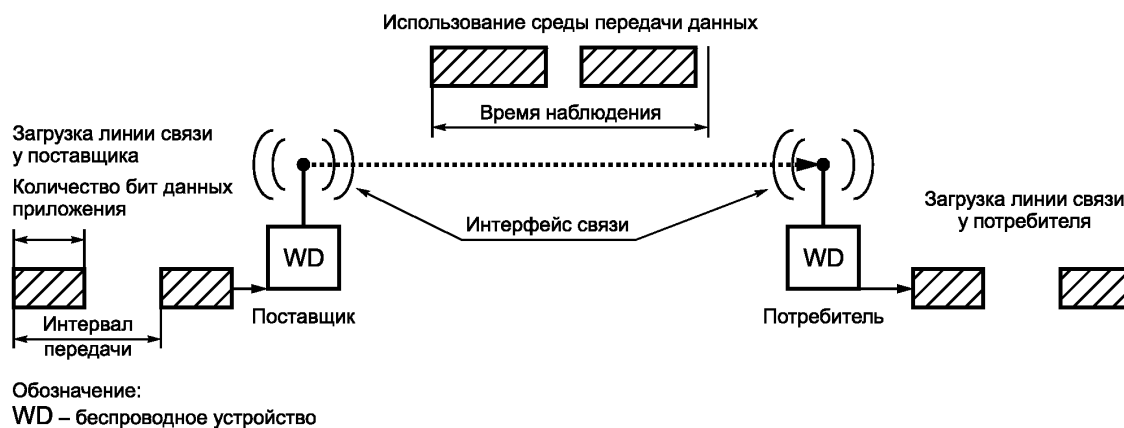 Использование среды передачи данных
Время наблюдения
Загрузка линии связи
у поставщика
Количество бит данных
приложения
Интерфейс связи
Загрузка линии связи
у потребителя
WD
WD
Интервал
передачи
Поставщик
Потребитель
Обозначение:
WD – беспроводное устройство